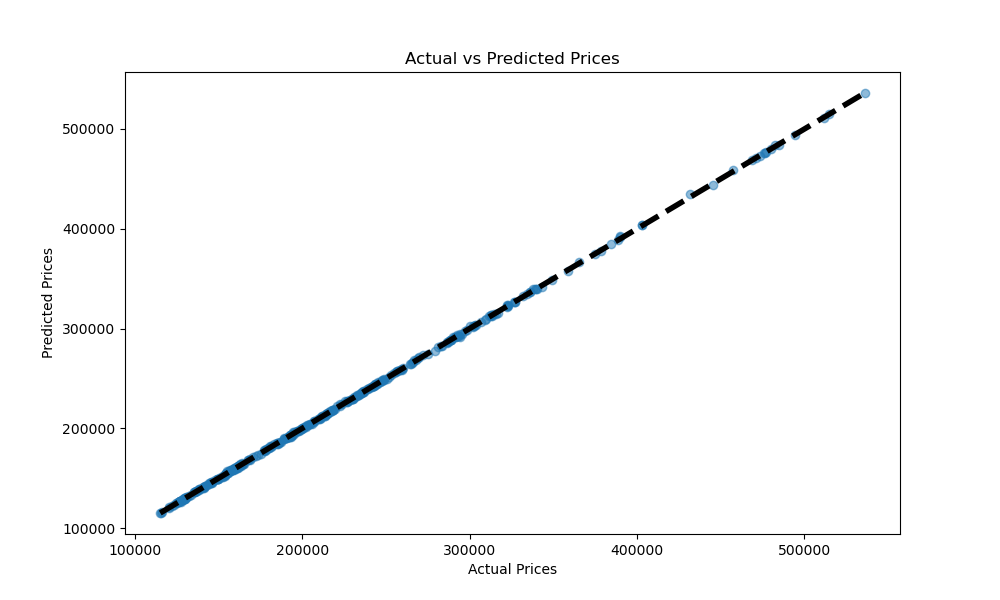 Actual vs Predicted Prices
500000
400000
300000
200000
100000
Predicted Prices
100000 200000 300000 400000 500000
Actual Prices